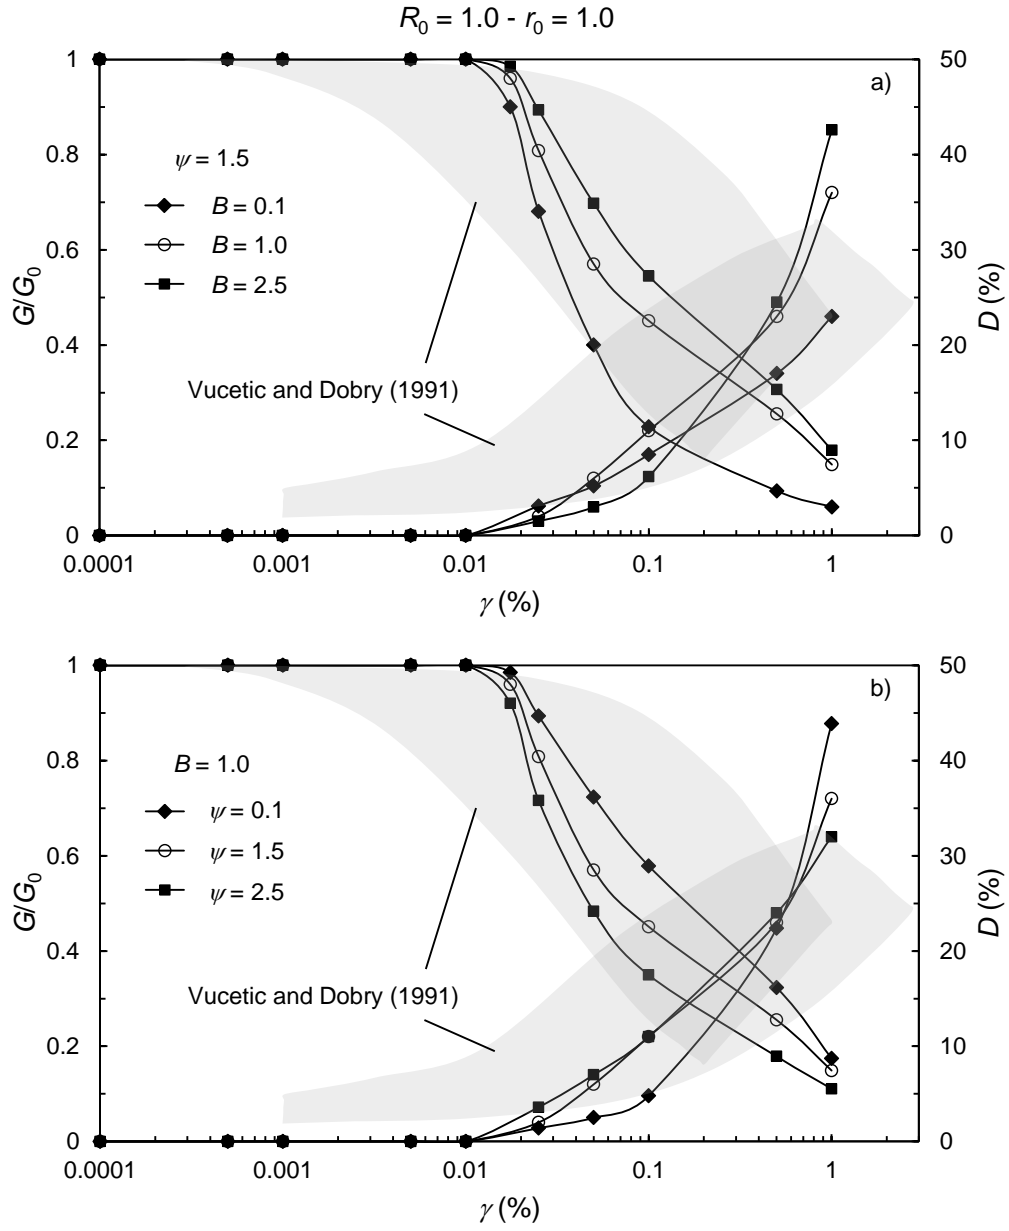 R0 = 1.0 - r0 = 1.0
a)
1
0.8
0.6
0.4
0.2
0
G/G0
50
40
30
20
10
0
D (%)
ψ = 1.5
B = 0.1
B = 1.0
B = 2.5
Vucetic and Dobry (1991)
0.0001
0.001
0.01
0.1
1
γ (%)
b)
1
0.8
0.6
0.4
0.2
0
G/G0
50
40
30
20
10
0
D (%)
B = 1.0
ψ = 0.1
ψ = 1.5
ψ = 2.5
Vucetic and Dobry (1991)
0.0001
0.001
0.01
0.1
1
γ (%)